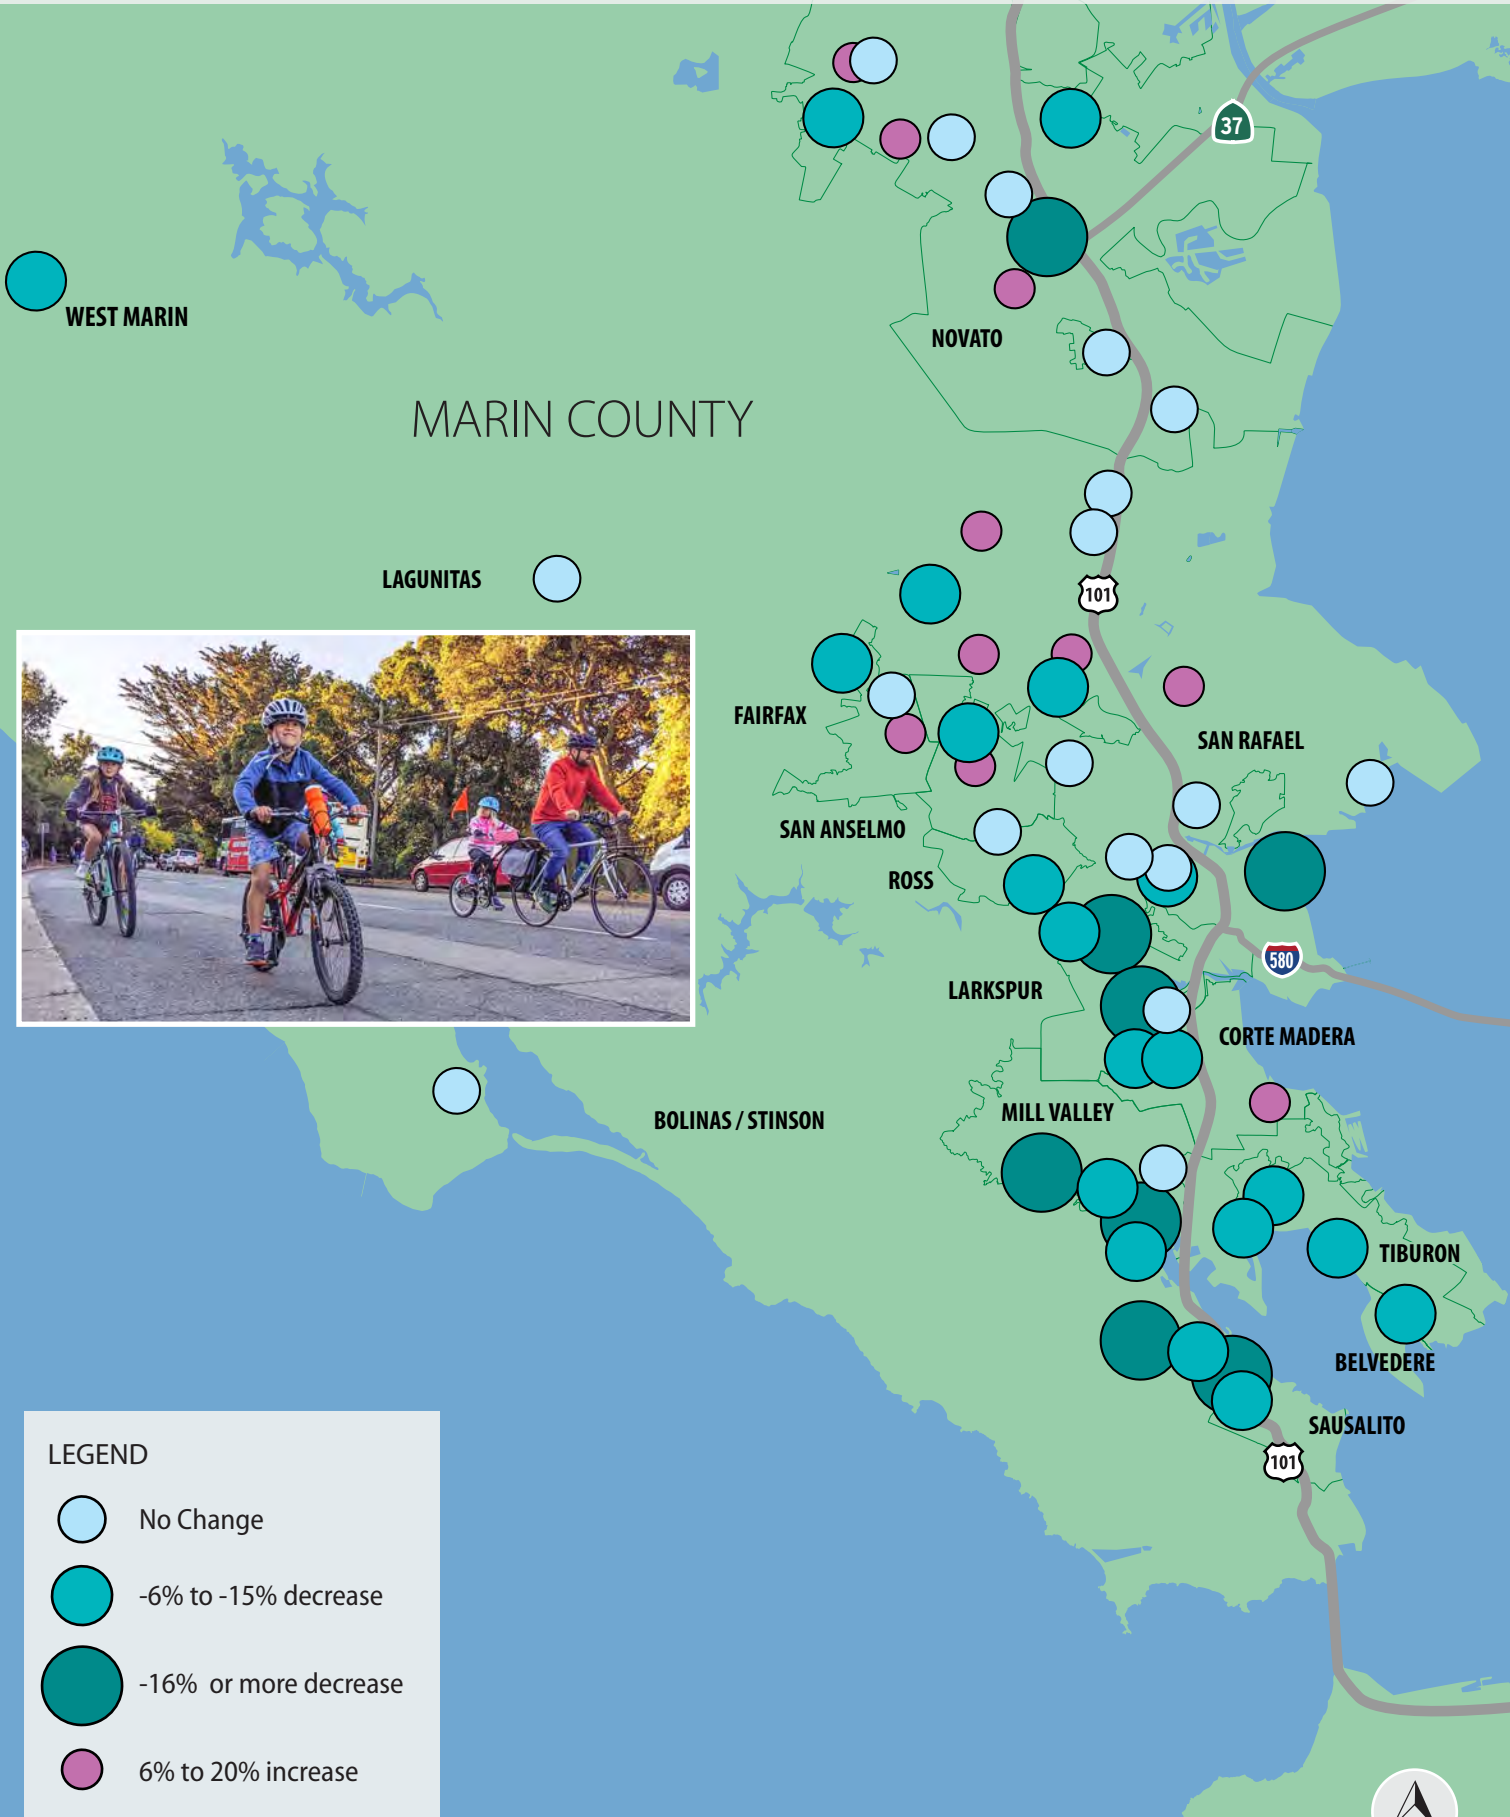 37
WEST MARIN
NOVATO
MARIN COUNTY
LAGUNITAS
101
FAIRFAX
SAN RAFAEL
SAN ANSELMO
ROSS
580
LARKSPUR
CORTE MADERA
MILL VALLEY
BOLINAS / STINSON
TIBURON
BELVEDERE
SAUSALITO
101
LEGEND
No Change
-6% to -15% decrease
-16% or more decrease
6% to 20% increase